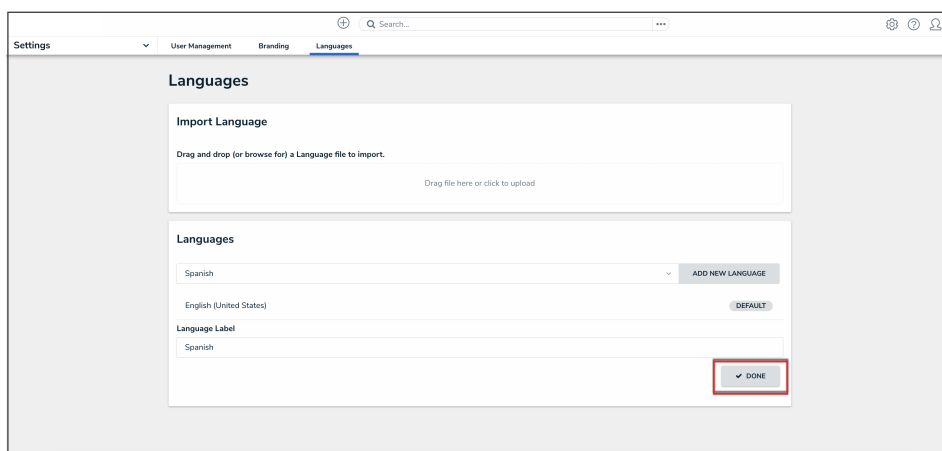 Search...
Settings User Management Branding Languages
Languages
Import Language
Drag and drop (or browse for) a Language file to import.
Drag file here or click to upload
Languages
Spanish ADD NEW LANGUAGE
English (United States) DEFAULT
Language Label
Spanish
✔ DONE